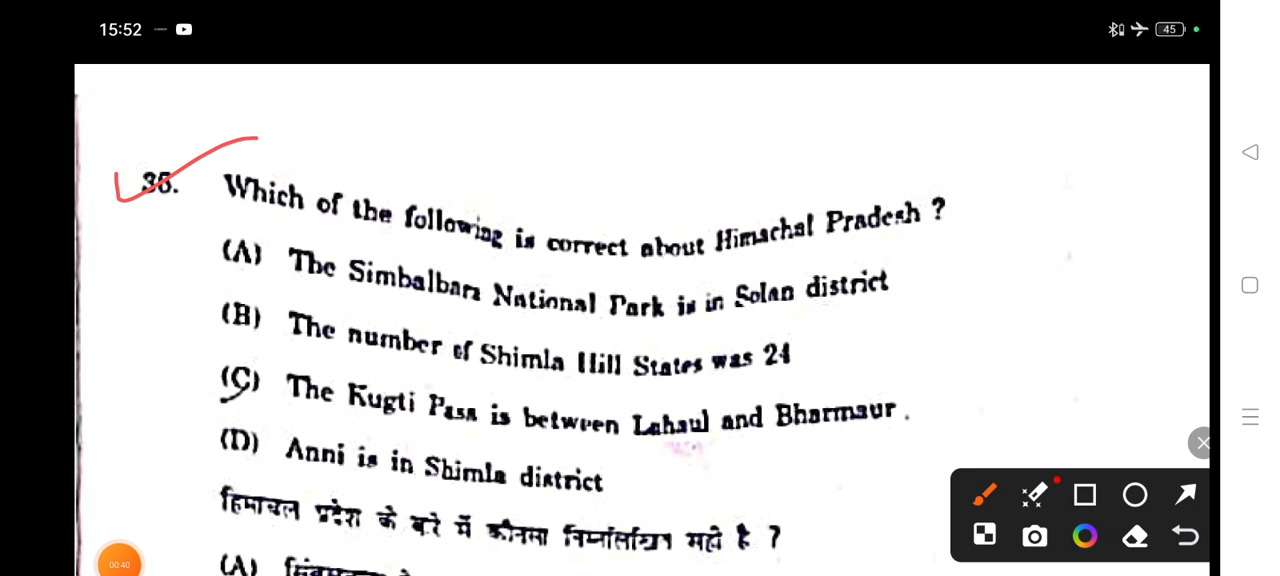 15:52
45
36. Which of the following is correct about Himachal Pradesh ?
(A) The Simbalbara National Park is in Solan district
(B) The number of Shimla Hill States was 24
(C) The Kugti Pass is between Lahaul and Bharmaur .
(D) Anni is in Shimla district
हिमाचल प्रदेश के बारे में कौनसा निम्नलिखित सही है ?
(A)
00:40